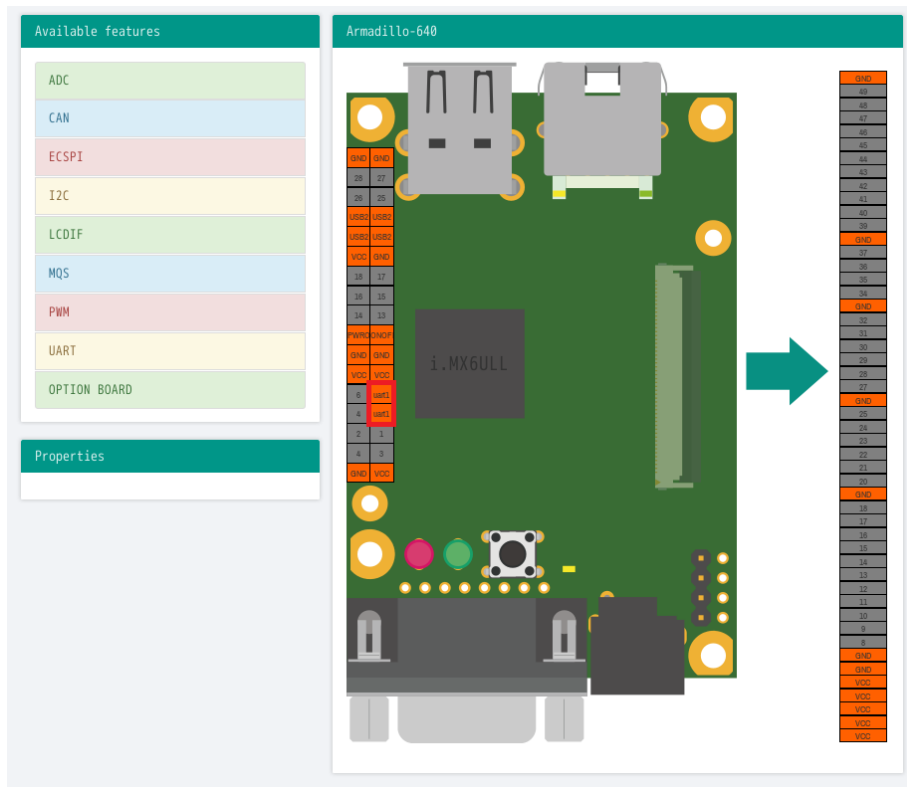 Available features
ADC
CAN
ECSPI
I2C
LCDIF
MQS
PWM
UART
OPTION BOARD
Properties
Armadillo-640
GND GND
28 27
26 25
USB2 USB2
USB2 USB2
VCC GND
18 17
16 15
14 13
PWRO ONOF
GND GND
VCC VCC
6 uart1
4 uart1
2 1
4 3
GND VCC
i.MX6ULL
GND
49
48
47
46
45
44
43
42
41
40
39
GND
37
36
35
34
GND
32
31
30
29
28
27
GND
25
24
23
22
21
20
GND
18
17
16
15
14
13
12
11
10
9
8
GND
GND
VCC
VCC
VCC
VCC
VCC